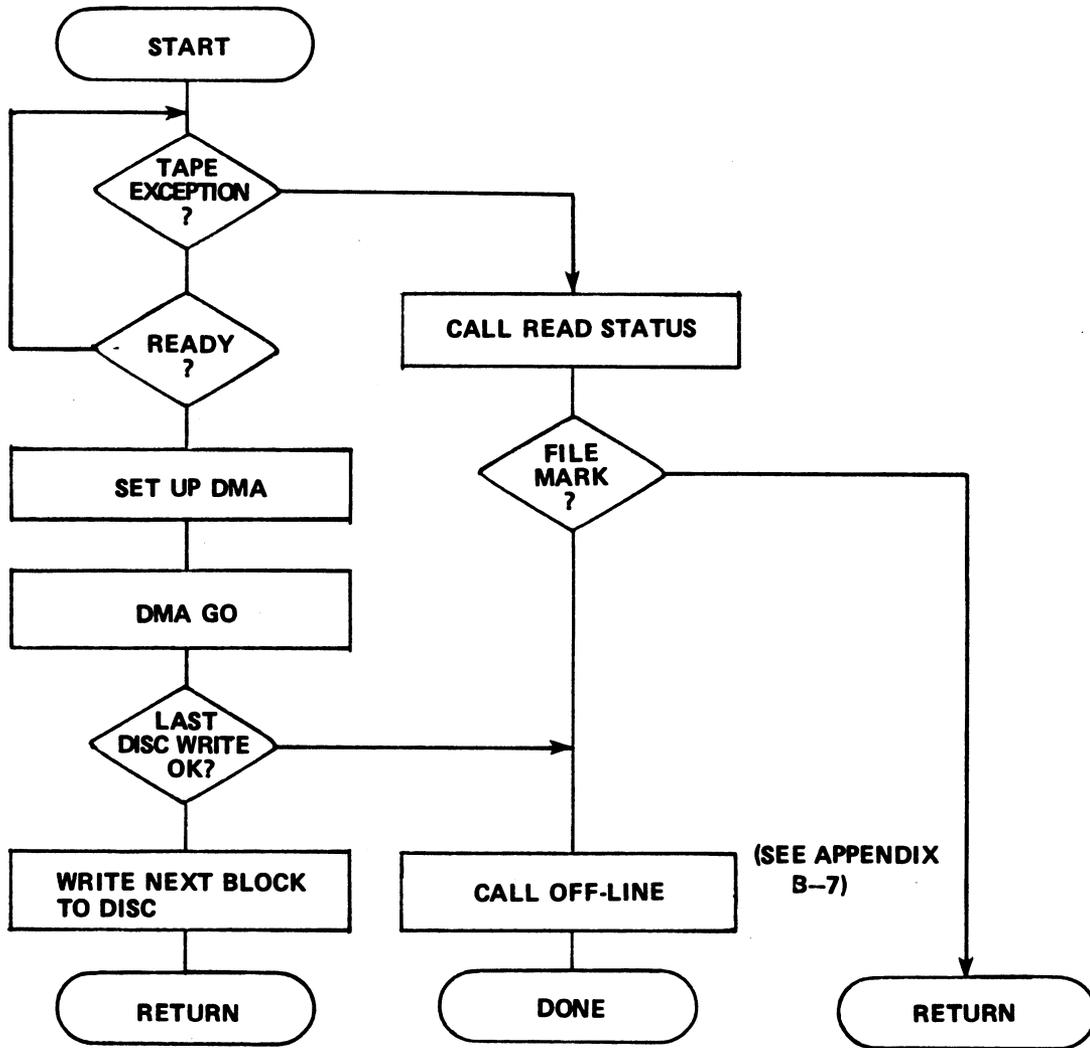 START
TAPE
EXCEPTION
?
READY
?
SET UP DMA
DMA GO
LAST
DISC WRITE
OK?
WRITE NEXT BLOCK
TO DISC
RETURN
CALL READ STATUS
FILE
MARK
?
CALL OFF-LINE
DONE
(SEE APPENDIX
B–7)
RETURN